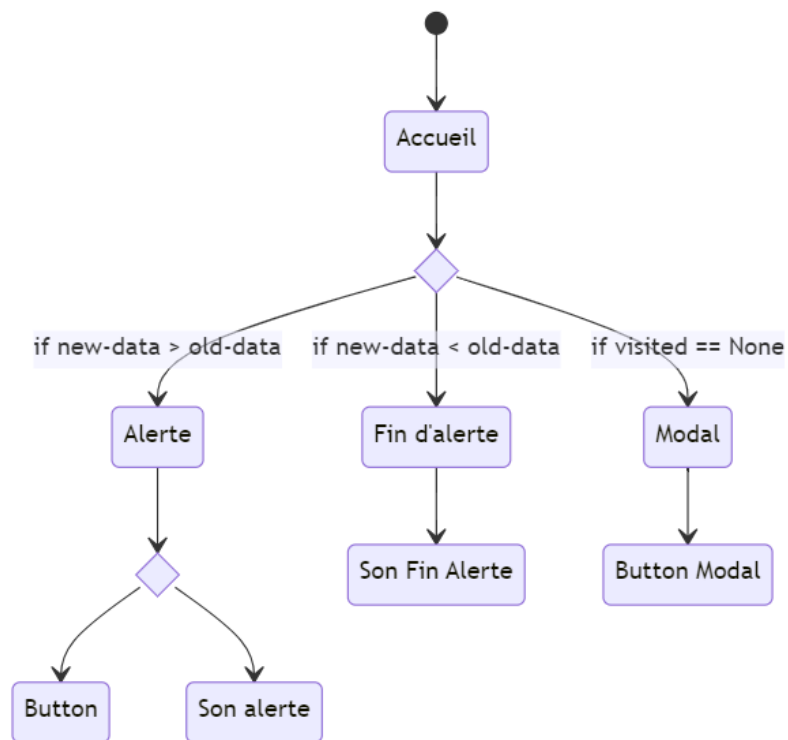 Accueil
if new-data > old-data
if new-data < old-data
if visited == None
Alerte
Fin d'alerte
Modal
Son Fin Alerte
Button Modal
Button
Son alerte